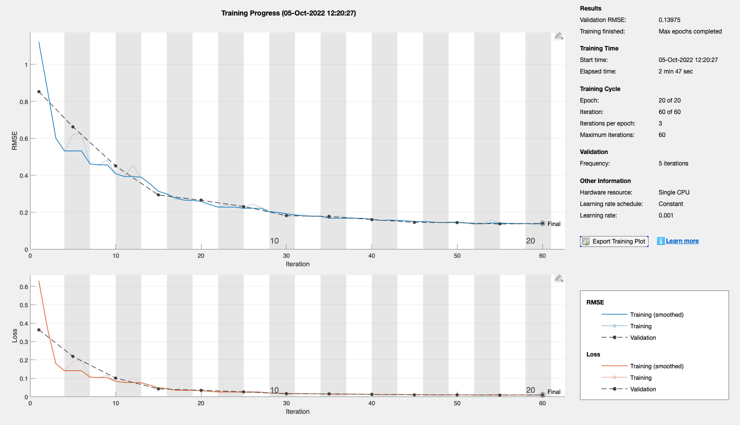 Training Progress (05-Oct-2022 12:20:27)
RMSE
1
0.8
0.6
0.4
0.2
0
10
20
Final
0 10 20 30 40 50 60
Iteration
Loss
0.6
0.5
0.4
0.3
0.2
0.1
0
10
20
Final
0 10 20 30 40 50 60
Iteration
Results
Validation RMSE: 0.13975
Training finished: Max epochs completed
Training Time
Start time: 05-Oct-2022 12:20:27
Elapsed time: 2 min 47 sec
Training Cycle
Epoch: 20 of 20
Iteration: 60 of 60
Iterations per epoch: 3
Maximum iterations: 60
Validation
Frequency: 5 iterations
Other Information
Hardware resource: Single CPU
Learning rate schedule: Constant
Learning rate: 0.001
Export Training Plot
Learn more
RMSE
Training (smoothed)
Training
Validation
Loss
Training (smoothed)
Training
Validation